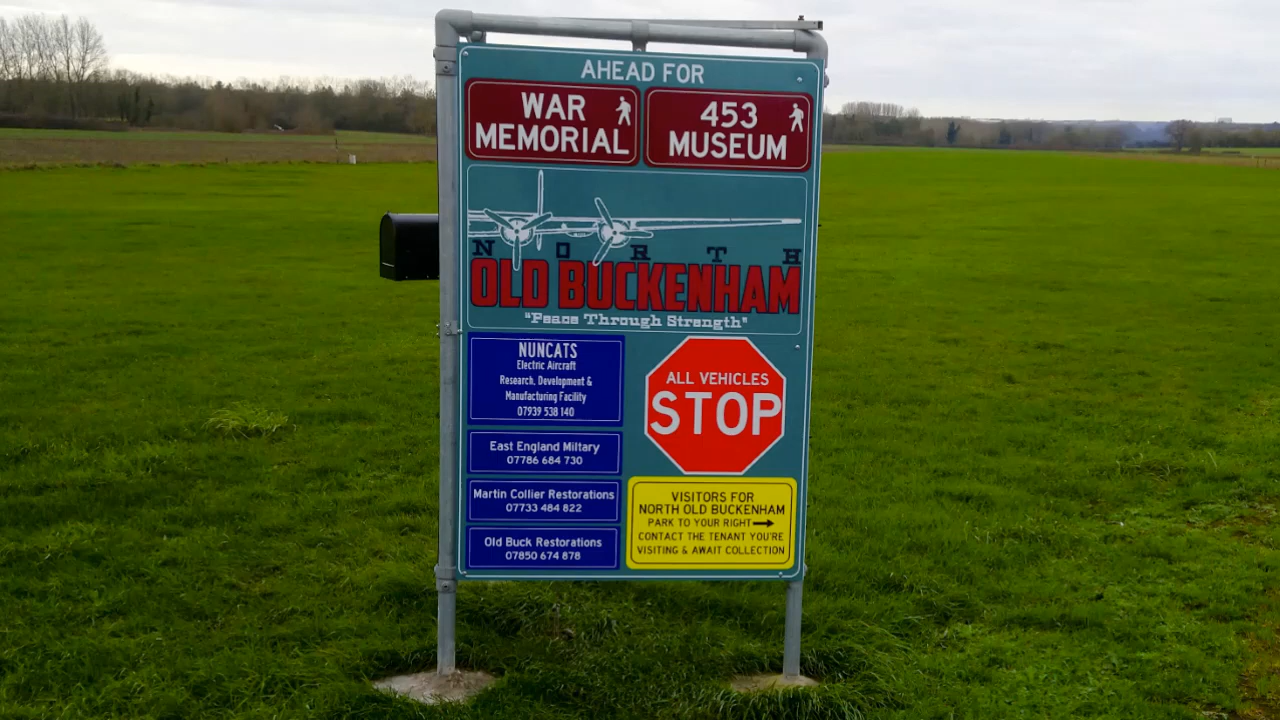 AHEAD FOR
WAR
MEMORIAL
453
MUSEUM
NORTH
OLD BUCKENHAM
"Peace Through Strength"
NUNCATS
Electric Aircraft
Research, Development &
Manufacturing Facility
07939 538 140
East England Miltary
07786 684 730
Martin Collier Restorations
07733 484 822
Old Buck Restorations
07850 674 878
ALL VEHICLES
STOP
VISITORS FOR
NORTH OLD BUCKENHAM
PARK TO YOUR RIGHT
CONTACT THE TENANT YOU'RE
VISITING & AWAIT COLLECTION